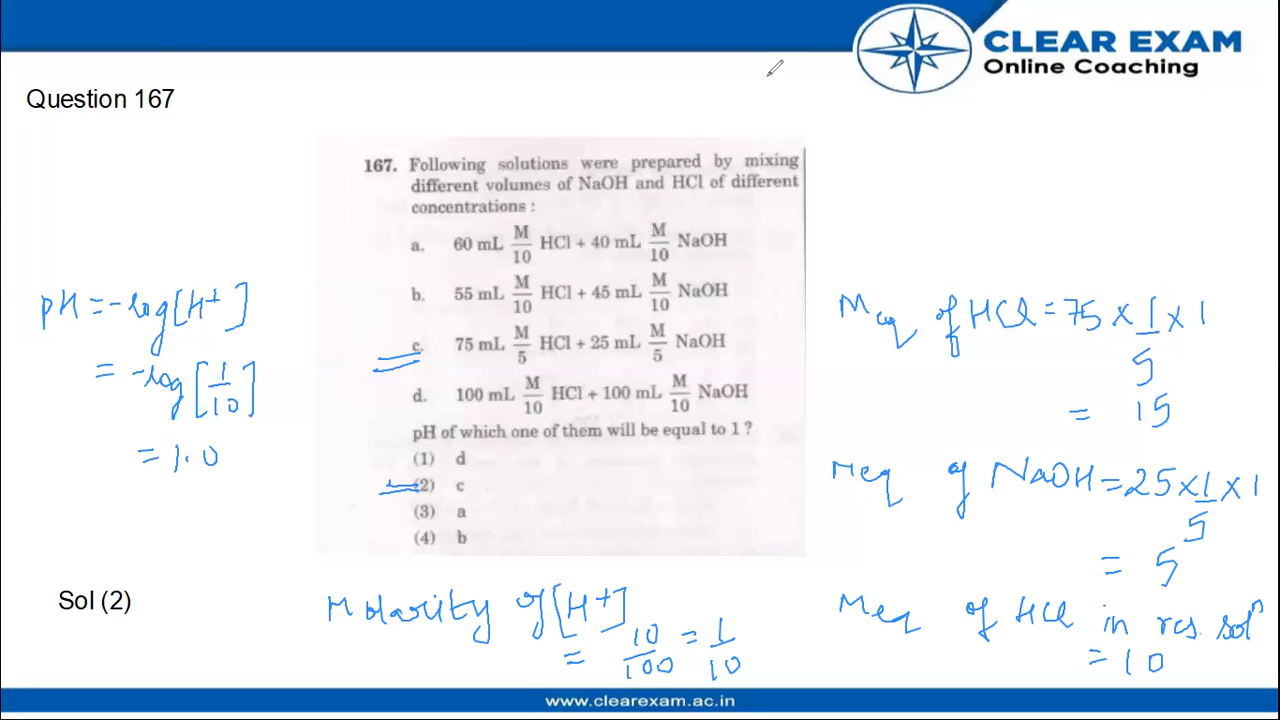 CLEAR EXAM
Online Coaching
Question 167
167. Following solutions were prepared by mixing
different volumes of NaOH and HCl of different
concentrations :
a. 60 mL M/10 HCl + 40 mL M/10 NaOH
b. 55 mL M/10 HCl + 45 mL M/10 NaOH
c. 75 mL M/5 HCl + 25 mL M/5 NaOH
d. 100 mL M/10 HCl + 100 mL M/10 NaOH
pH of which one of them will be equal to 1 ?
(1) d
(2) c
(3) a
(4) b
pH = -log[H+]
= -log[1/10]
= 1.0
Meq of HCl = 75 × 1/5 × 1
= 15
Meq of NaOH = 25 × 1/5 × 1
= 5
Meq of HCl in res. solⁿ
= 10
Sol (2)
Molarity of [H+]
= 10/100 = 1/10
www.clearexam.ac.in